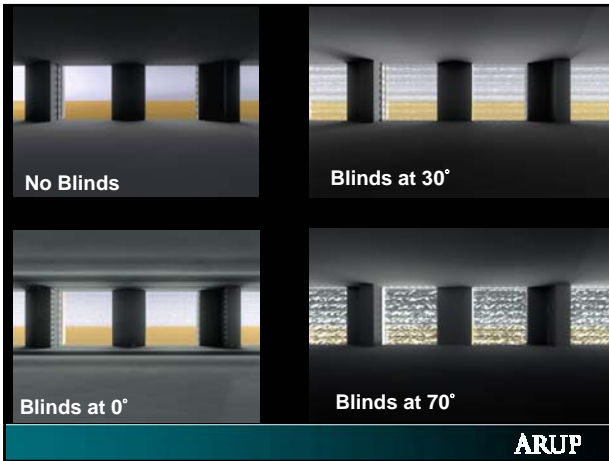 No Blinds
Blinds at 30°
Blinds at 0°
Blinds at 70°
ARUP